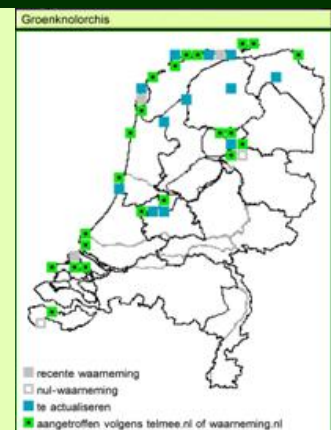 Groenknolorchis
recente waarneming
nul-waarneming
te actualiseren
aangetroffen volgens telmee.nl of waarneming.nl